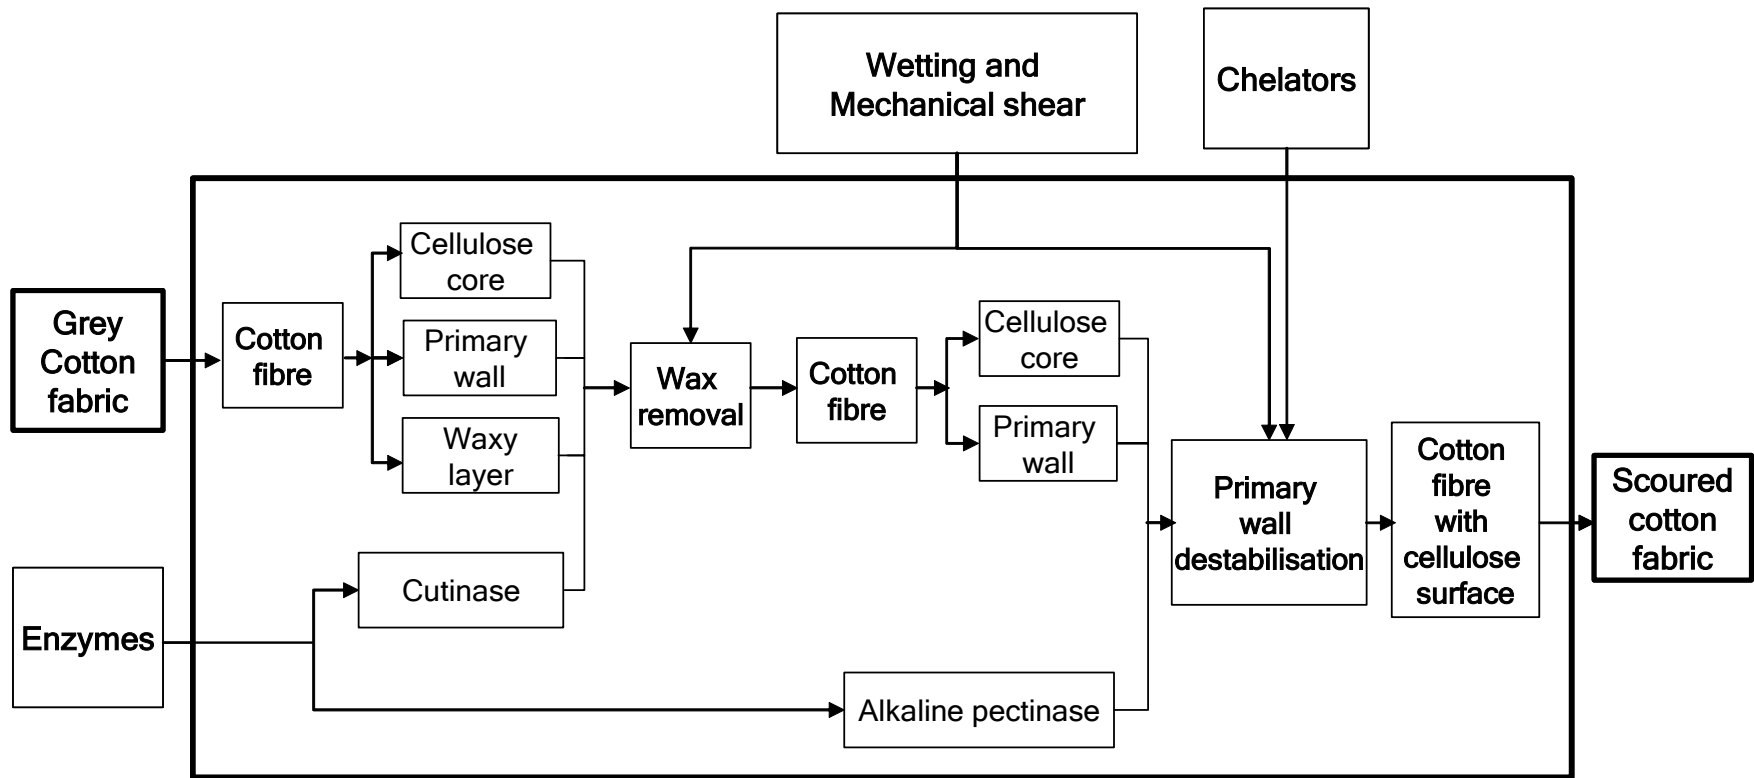 Wetting and
Mechanical shear
Chelators
Grey
Cotton
fabric
Cotton
fibre
Cellulose
core
Primary
wall
Waxy
layer
Wax
removal
Cotton
fibre
Cellulose
core
Primary
wall
Primary
wall
destabilisation
Cotton
fibre
with
cellulose
surface
Scoured
cotton
fabric
Enzymes
Cutinase
Alkaline pectinase